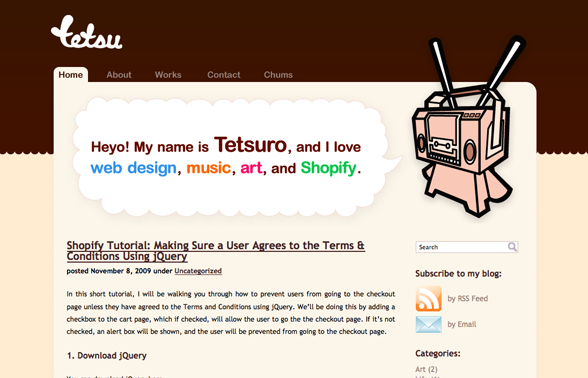 tetsu
Home About Works Contact Chums
Heyo! My name is Tetsuro, and I love
web design, music, art, and Shopify.
Shopify Tutorial: Making Sure a User Agrees to the Terms &
Conditions Using jQuery
posted November 8, 2009 under Uncategorized
In this short tutorial, I will be walking you through how to prevent users from going to the checkout
page unless they have agreed to the Terms and Conditions using jQuery. We'll be doing this by adding a
checkbox to the cart page, which if checked, will allow the user to go the the checkout page. If it's not
checked, an alert box will be shown, and the user will be prevented from going to the checkout page.
1. Download jQuery
Search
Subscribe to my blog:
by RSS Feed
by Email
Categories:
Art (2)